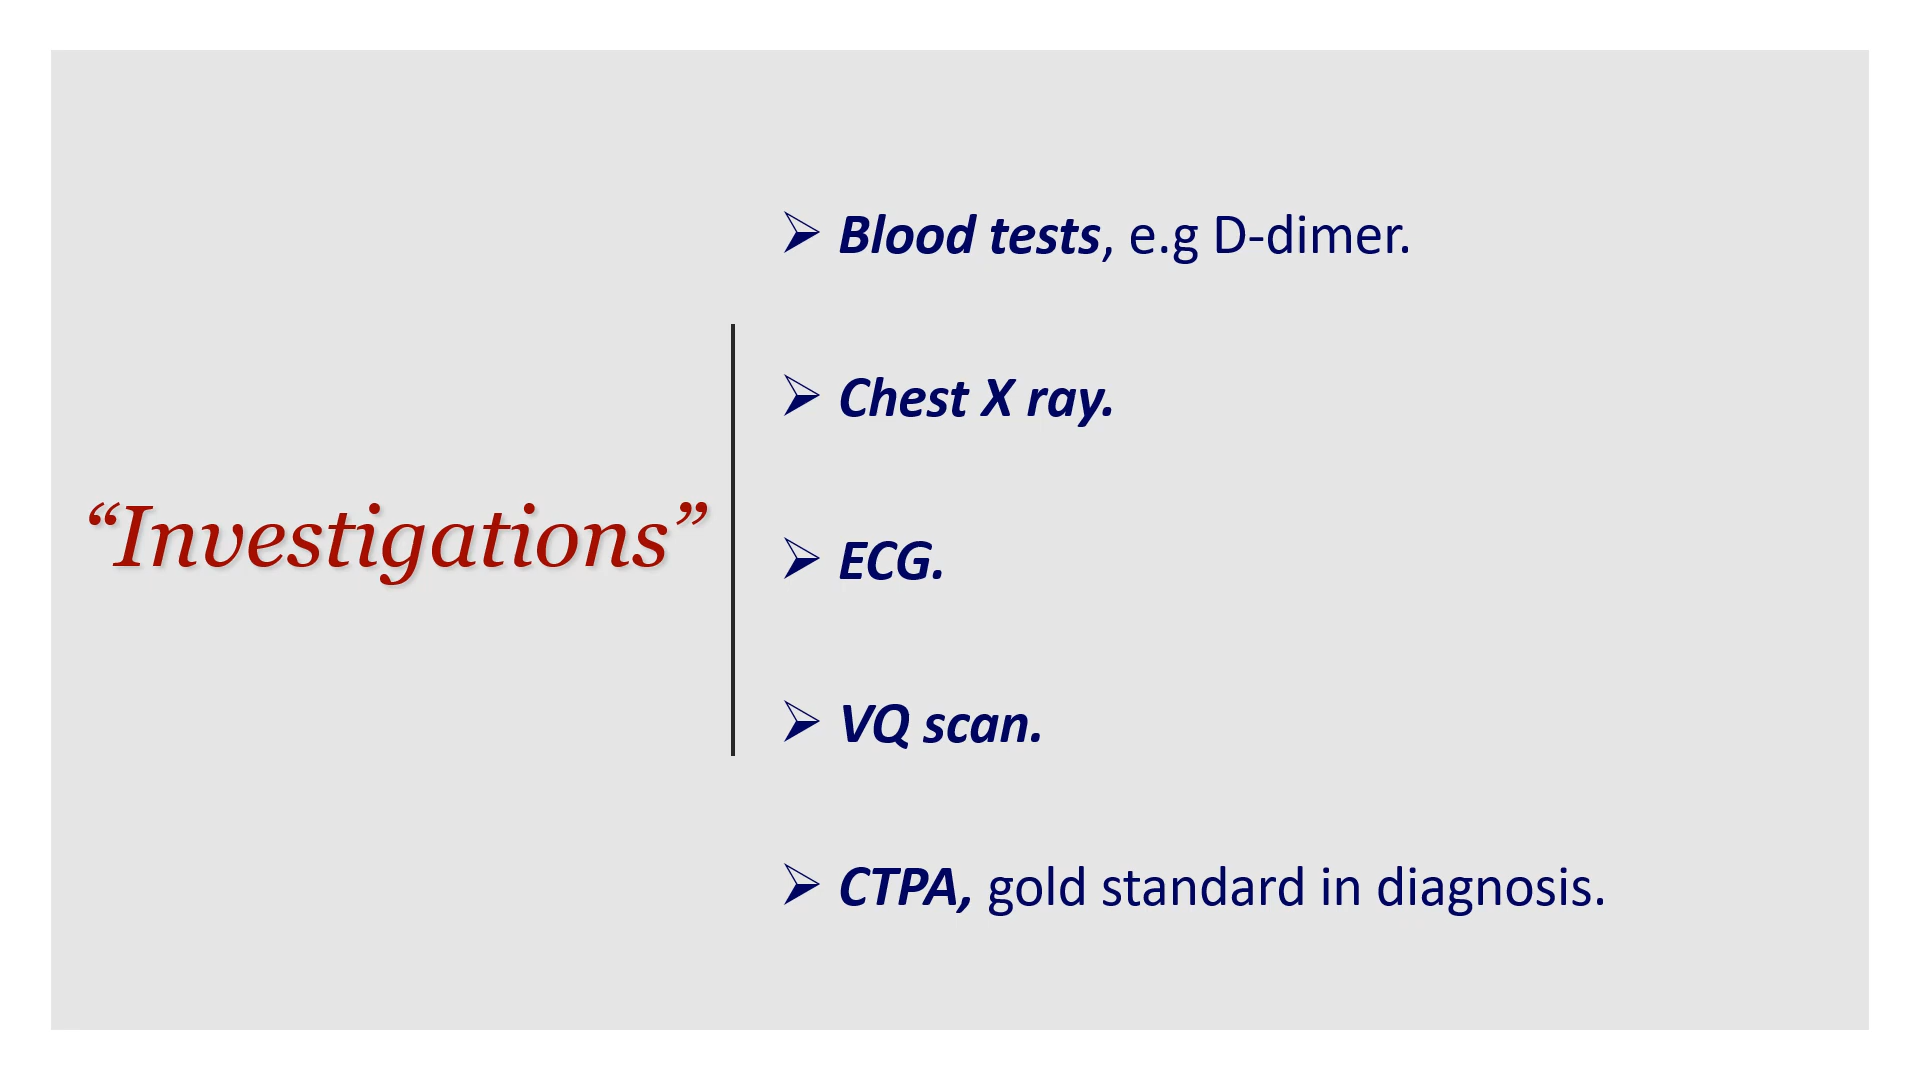 “Investigations”
➢ Blood tests, e.g D-dimer.
➢ Chest X ray.
➢ ECG.
➢ VQ scan.
➢ CTPA, gold standard in diagnosis.